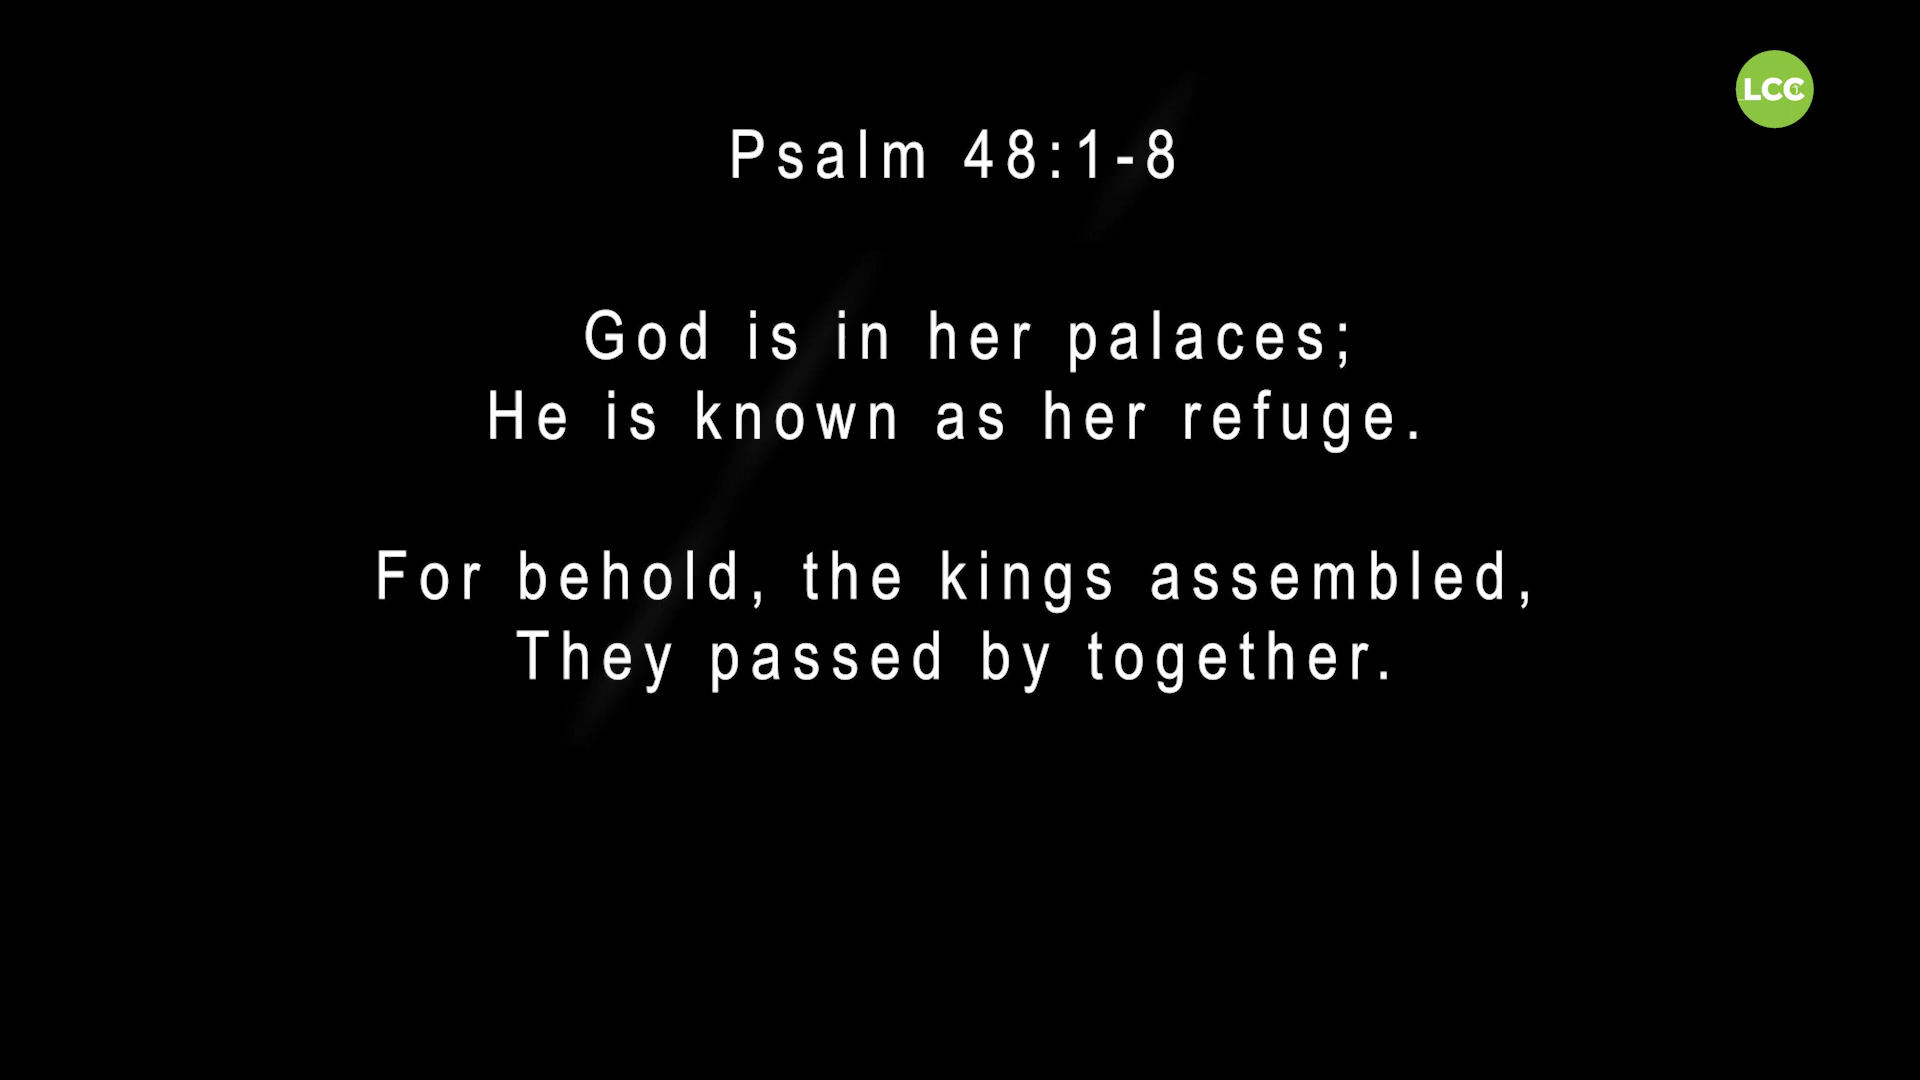 LCC
Psalm 48:1-8
God is in her palaces;
He is known as her refuge.
For behold, the kings assembled,
They passed by together.